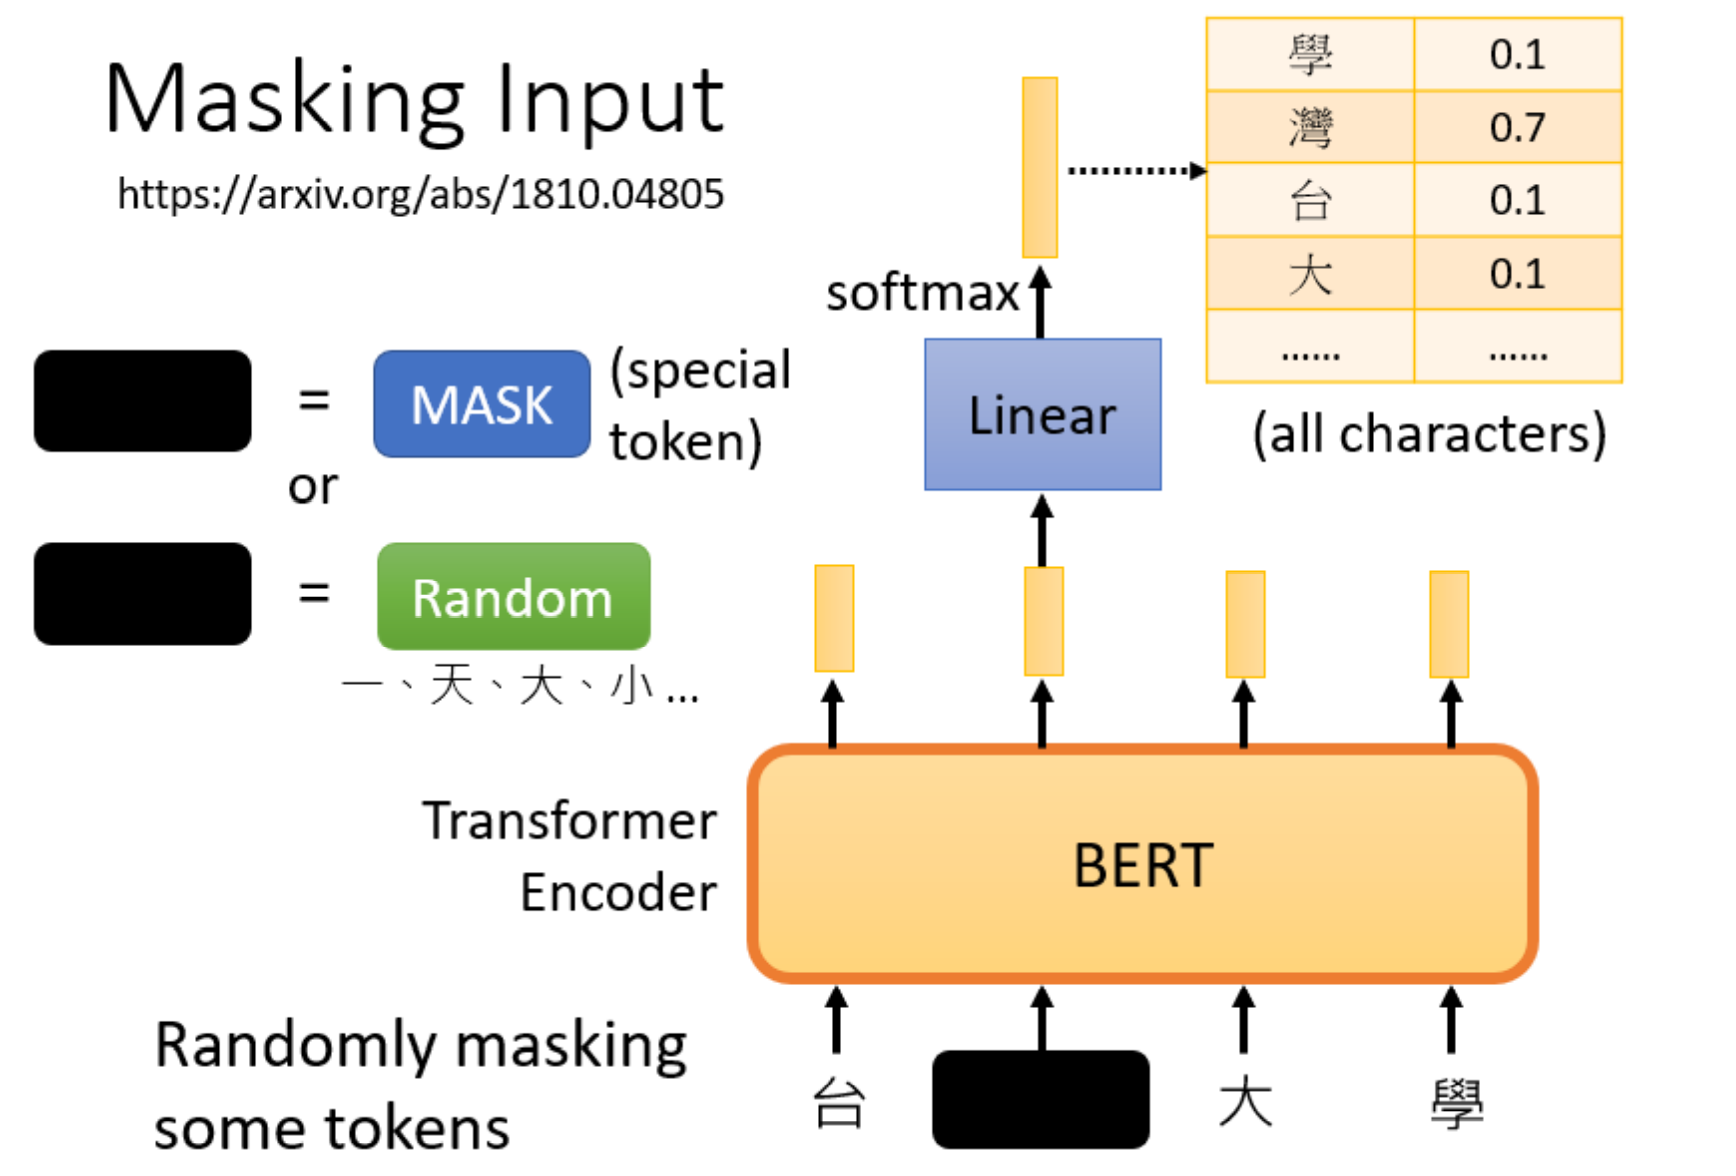 Masking Input
https://arxiv.org/abs/1810.04805
學 0.1
灣 0.7
台 0.1
大 0.1
...... ......
(all characters)
softmax
Linear
= MASK (special token)
or
= Random
一、天、大、小 ...
Transformer
Encoder
BERT
Randomly masking
some tokens
台 大 學